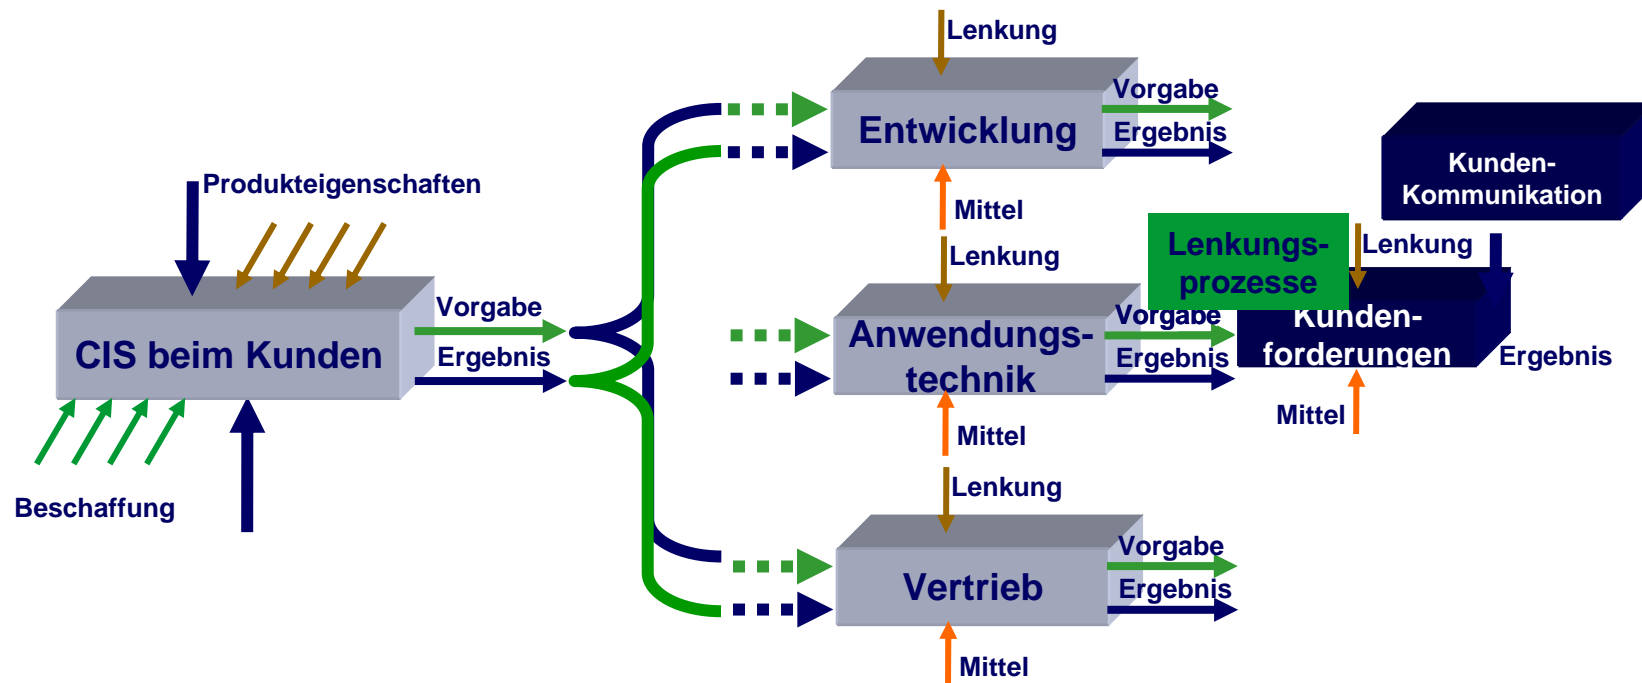 Lenkung
Vorgabe
Entwicklung
Ergebnis
Mittel
Kunden-
Kommunikation
Produkteigenschaften
Lenkung
Lenkungs-
prozesse
Lenkung
Vorgabe
CIS beim Kunden
Ergebnis
Anwendungs-
technik
Vorgabe
Ergebnis
Kunden-
forderungen
Ergebnis
Mittel
Mittel
Beschaffung
Lenkung
Vorgabe
Vertrieb
Ergebnis
Mittel